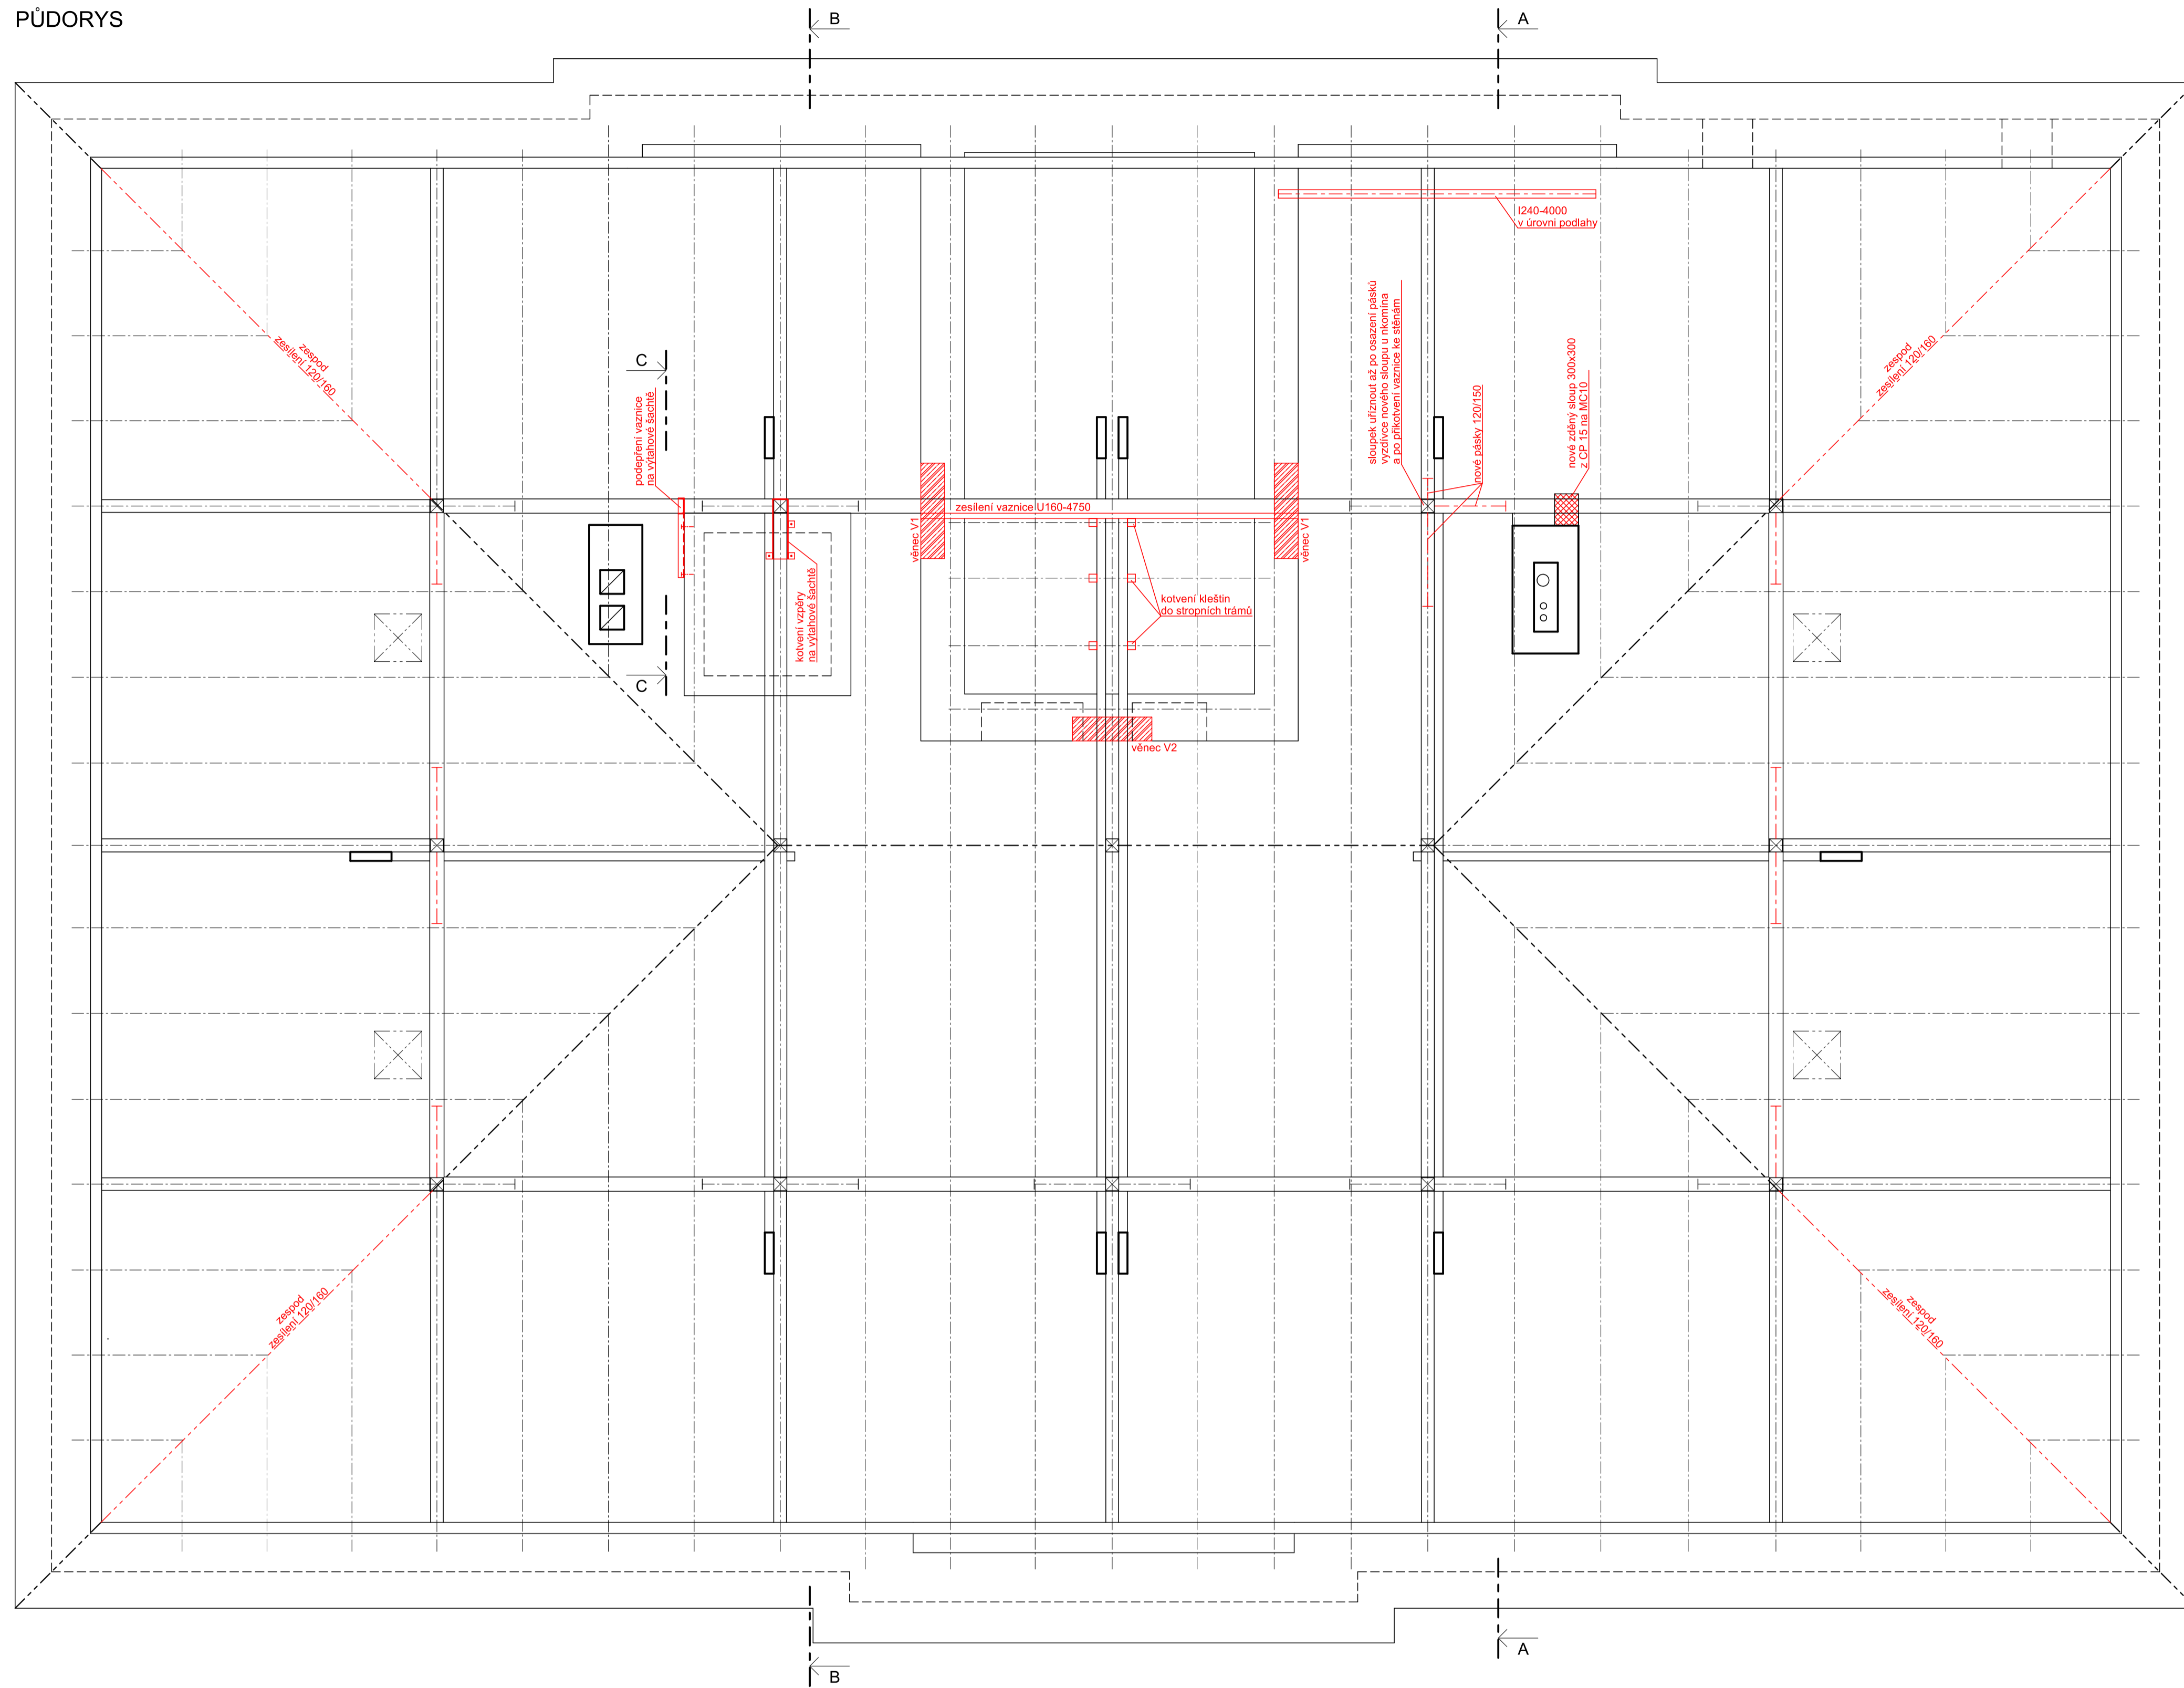 PŮDORYS
B
A
I240-4000
v úrovni podlahy
zespod
zesílení 120/160
zespod
zesílení 120/160
C
podepření vaznice
na výtahové šachtě
sloupek uříznout až po osazení pásků
vyzdívce nového sloupu u nkomína
a po přikotvení vaznice ke stěnám
nové pásky 120/150
nové zděný sloup 300x300
z CP 15 na MC10
věnec V1
zesílení vaznice U160-4750
věnec V1
kotvení vzpěry
na výtahové šachtě
kotvení kleštin
do stropních trámů
C
věnec V2
zespod
zesílení 120/160
zespod
zesílení 120/160
B
A